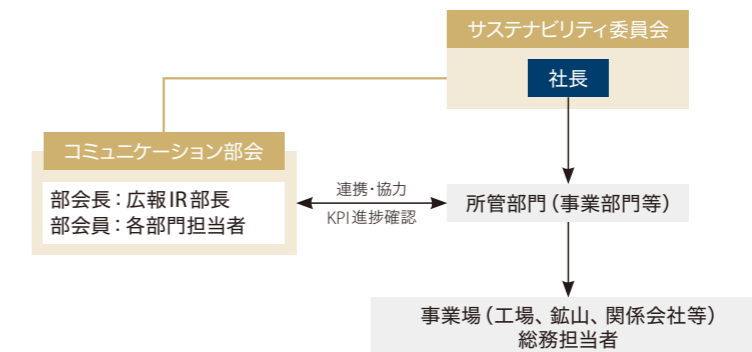 サステナビリティ委員会
社長
コミュニケーション部会
部会長：広報IR部長
部会員：各部門担当者
連携・協力
KPI進捗確認
所管部門（事業部門等）
事業場（工場、鉱山、関係会社等）
総務担当者